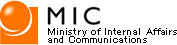 MIC
Ministry of Internal Affairs
and Communications